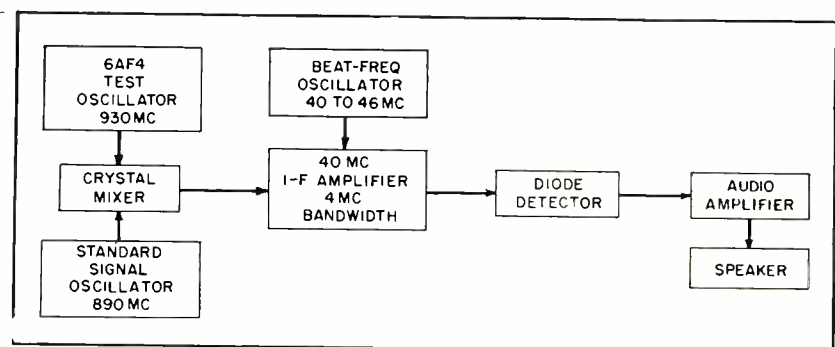 6AF4
TEST
OSCILLATOR
930MC
BEAT-FREQ
OSCILLATOR
40 TO 46MC
CRYSTAL
MIXER
40 MC
I-F AMPLIFIER
4 MC
BANDWIDTH
DIODE
DETECTOR
AUDIO
AMPLIFIER
STANDARD
SIGNAL
OSCILLATOR
890MC
SPEAKER